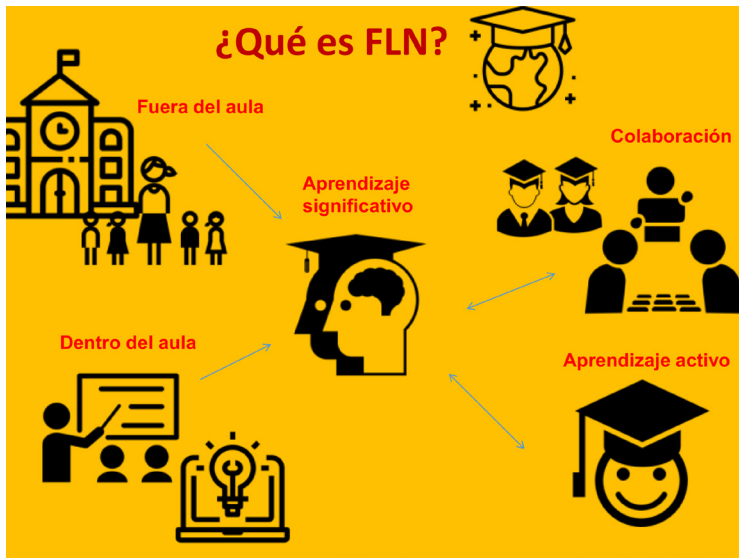 ¿Qué es FLN?
Fuera del aula
Colaboración
Aprendizaje
significativo
Dentro del aula
Aprendizaje activo